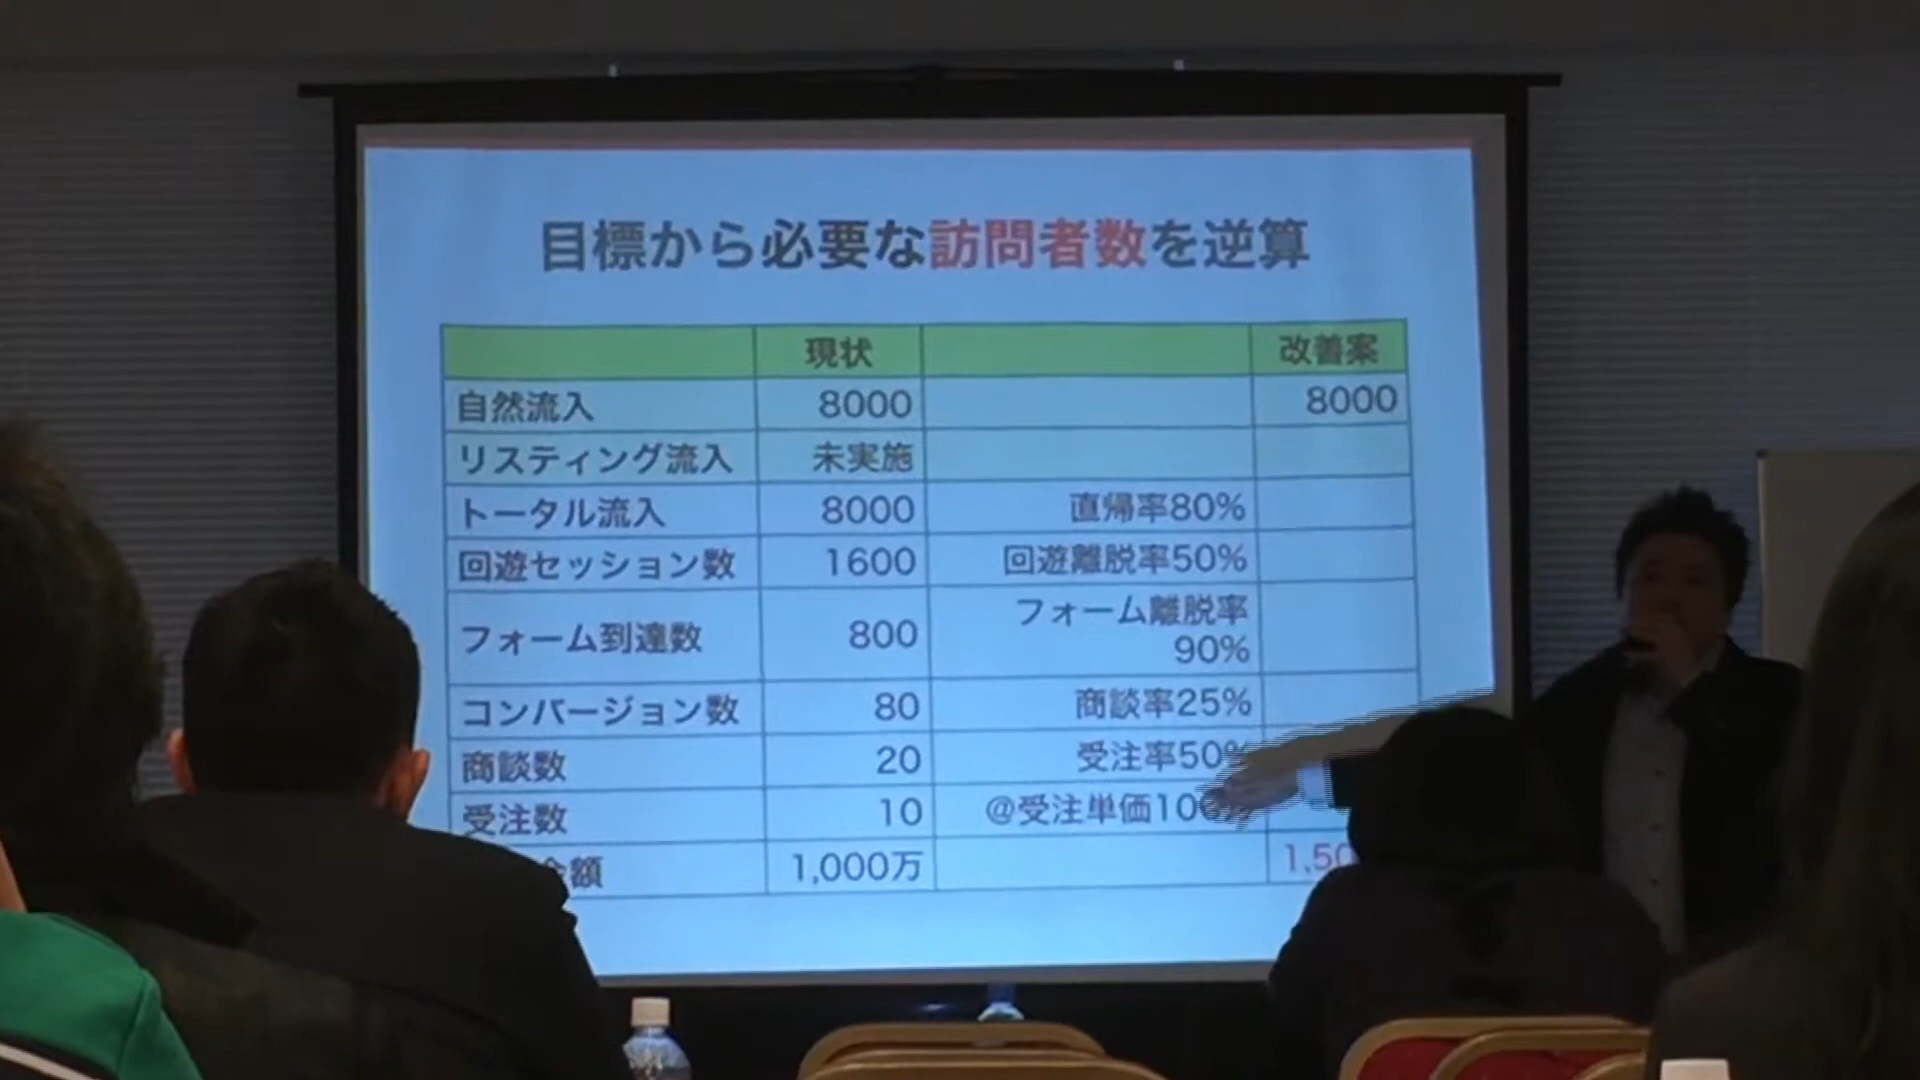 目標から必要な訪問者数を逆算
現状 改善案
自然流入 8000 8000
リスティング流入 未実施
トータル流入 8000 直帰率80%
回遊セッション数 1600 回遊離脱率50%
フォーム到達数 800 フォーム離脱率
90%
コンバージョン数 80 商談率25%
商談数 20 受注率50%
受注数 10 @受注単価10
金額 1,000万 1,50